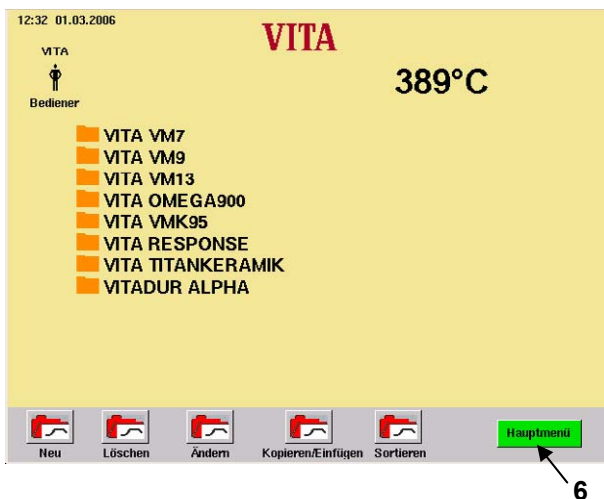 12:32 01.03.2006
VITA
VITA
389°C
Bediener
VITA VM7
VITA VM9
VITA VM13
VITA OMEGA900
VITA VMK95
VITA RESPONSE
VITA TITANKERAMIK
VITADUR ALPHA
Neu Löschen Ändern Kopieren/Einfügen Sortieren Hauptmenü
6